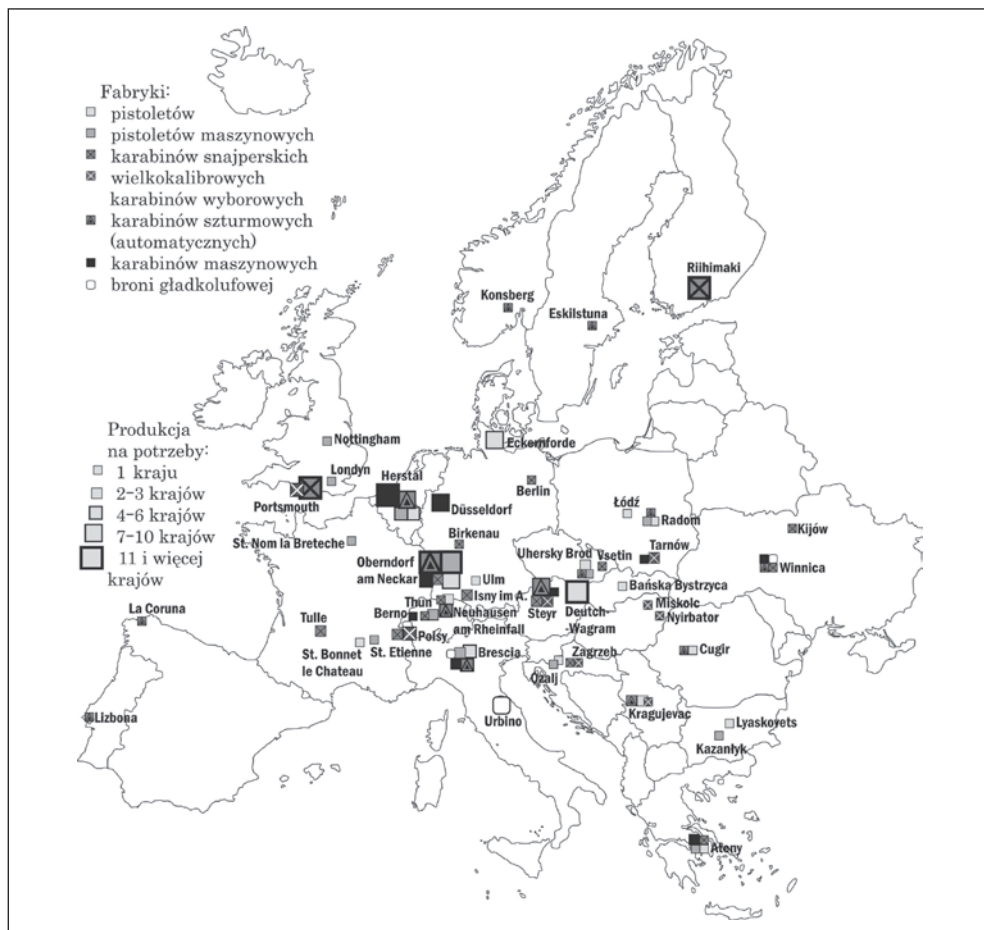 Fabryki:
pistoletów
pistoletów maszynowych
karabinów snajperskich
wielkokalibrowych
karabinów wyborowych
karabinów szturmowych
(automatycznych)
karabinów maszynowych
broni gładkolufowej
Riihimaki
Konsberg
Eskilstuna
Produkcja
na potrzeby:
1 kraju
2-3 krajów
4-6 krajów
7-10 krajów
11 i więcej
krajów
Nottingham
Eckernforde
Londyn
Herstal
Berlin
Portsmouth
Düsseldorf
Łódź
Radom
Kijów
St. Nom la Breteche
Birkenau
Uhersky Brod
Vsetin
Tarnów
Winnica
Oberndorf
am Neckar
Ulm
Bańska Bystrzyca
La Coruna
Thun
Isny im A.
Miskolc
Tulle
Berno
Neuhausen
am Rheinfall
Steyr
Deutch-
-Wagram
Nyirbator
St. Bonnet
le Chateau
St. Etienne
Poisy
Brescia
Zagrzeb
Cugir
Ozalj
Lizbona
Urbino
Kragujevac
Lyaskovets
Kazanłyk
Ateny